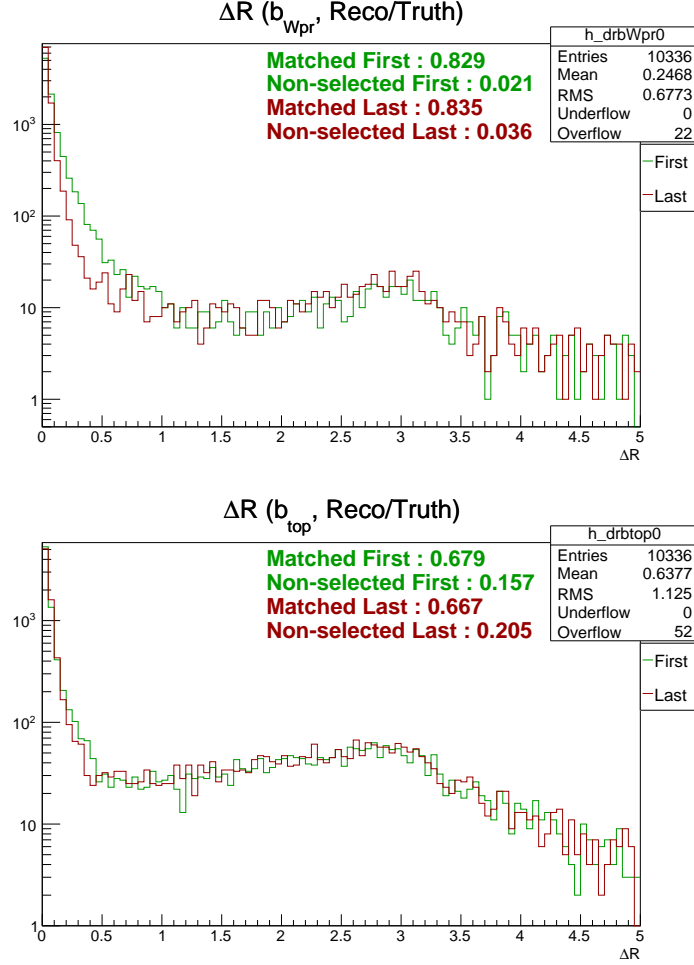 ΔR (b_Wpr, Reco/Truth)
h_drbWpr0
Entries 10336
Mean 0.2468
RMS 0.6773
Underflow 0
Overflow 22
Matched First : 0.829
Non-selected First : 0.021
Matched Last : 0.835
Non-selected Last : 0.036
First
Last
10³
10²
10
1
0 0.5 1 1.5 2 2.5 3 3.5 4 4.5 5
ΔR
ΔR (b_top, Reco/Truth)
h_drbtop0
Entries 10336
Mean 0.6377
RMS 1.125
Underflow 0
Overflow 52
Matched First : 0.679
Non-selected First : 0.157
Matched Last : 0.667
Non-selected Last : 0.205
First
Last
10³
10²
10
1
0 0.5 1 1.5 2 2.5 3 3.5 4 4.5 5
ΔR